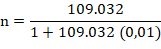 n = 109.032 / 1 + 109.032 (0,01)